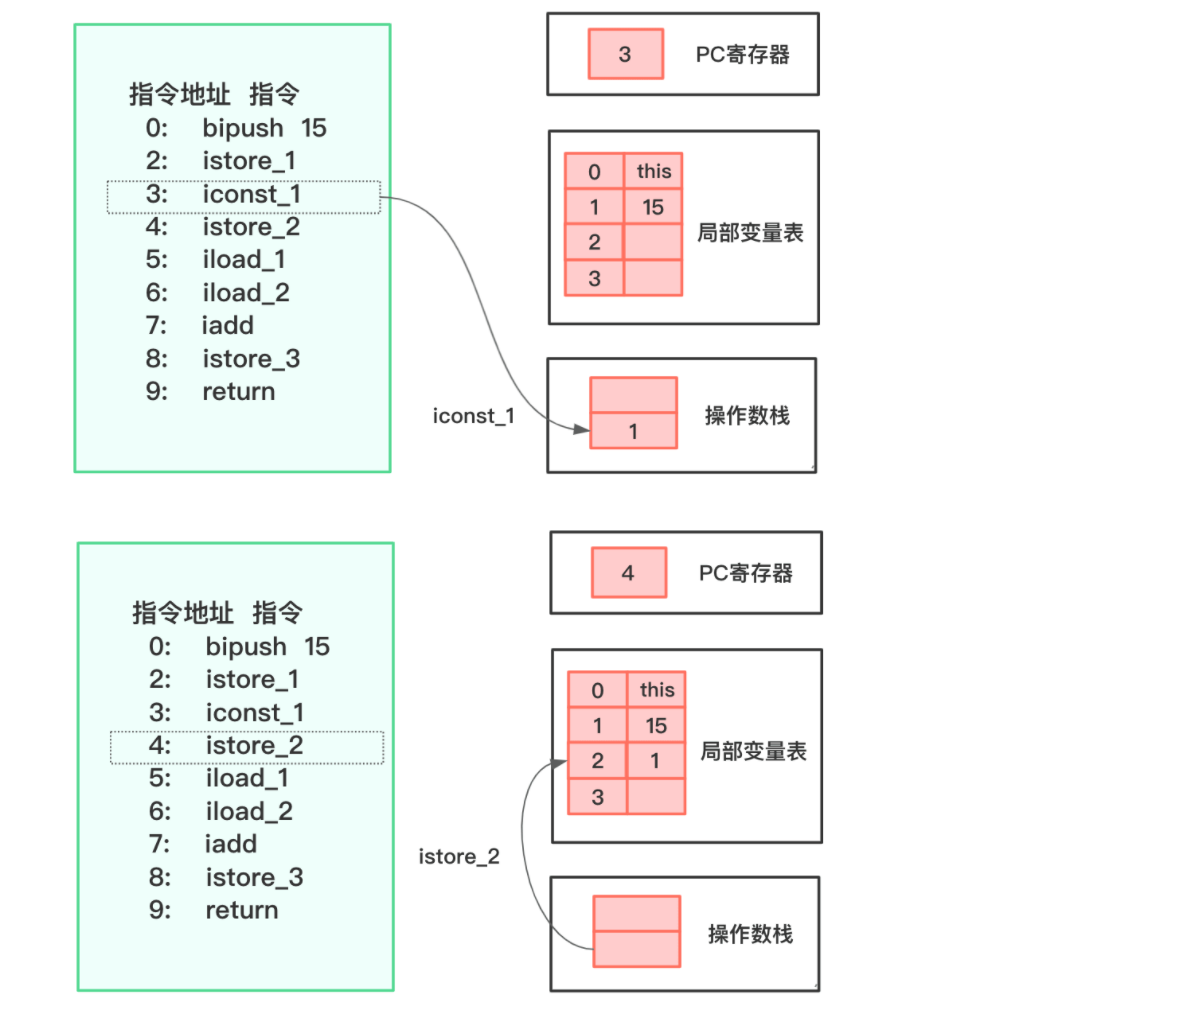 指令地址 指令
0: bipush 15
2: istore_1
3: iconst_1
4: istore_2
5: iload_1
6: iload_2
7: iadd
8: istore_3
9: return
iconst_1
3 PC寄存器
0 this
1 15
2
3
局部变量表
1
操作数栈
指令地址 指令
0: bipush 15
2: istore_1
3: iconst_1
4: istore_2
5: iload_1
6: iload_2
7: iadd
8: istore_3
9: return
istore_2
4 PC寄存器
0 this
1 15
2 1
3
局部变量表
操作数栈